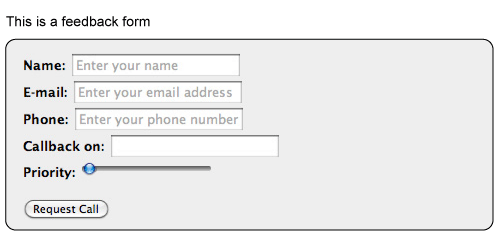 This is a feedback form
Name: Enter your name
E-mail: Enter your email address
Phone: Enter your phone number
Callback on:
Priority:
Request Call